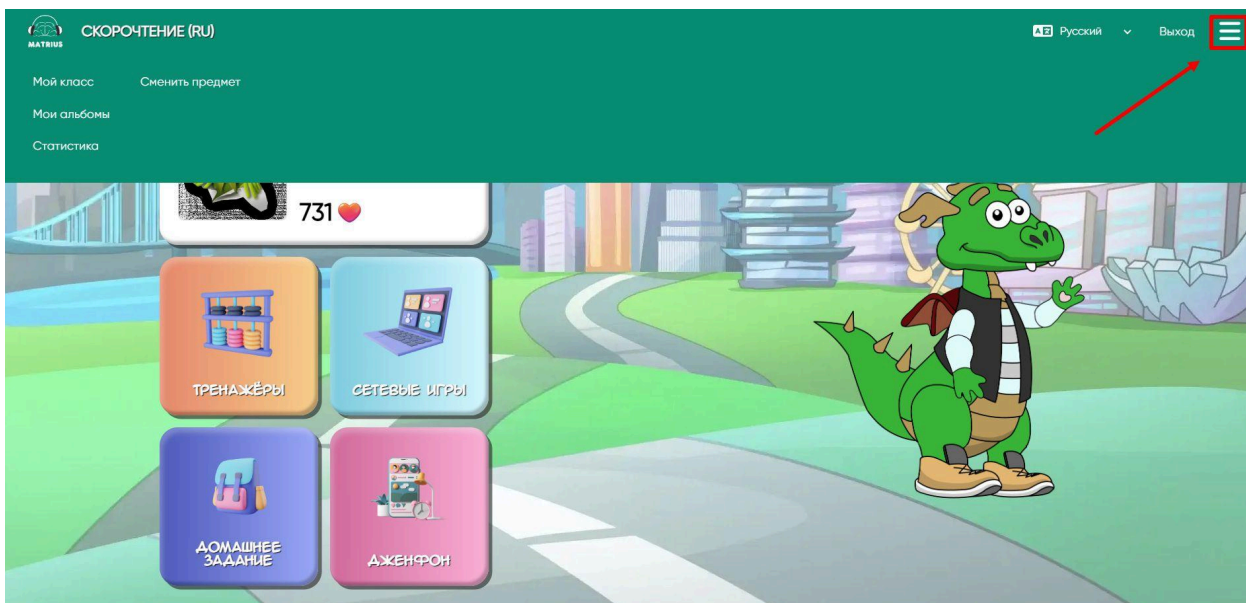 MATRIUS
СКОРОЧТЕНИЕ (RU)
Русский
Выход
Мой класс
Сменить предмет
Мои альбомы
Статистика
731
ТРЕНАЖЁРЫ
СЕТЕВЫЕ ИГРЫ
ДОМАШНЕЕ
ЗАДАНИЕ
ДЖЕНФОН